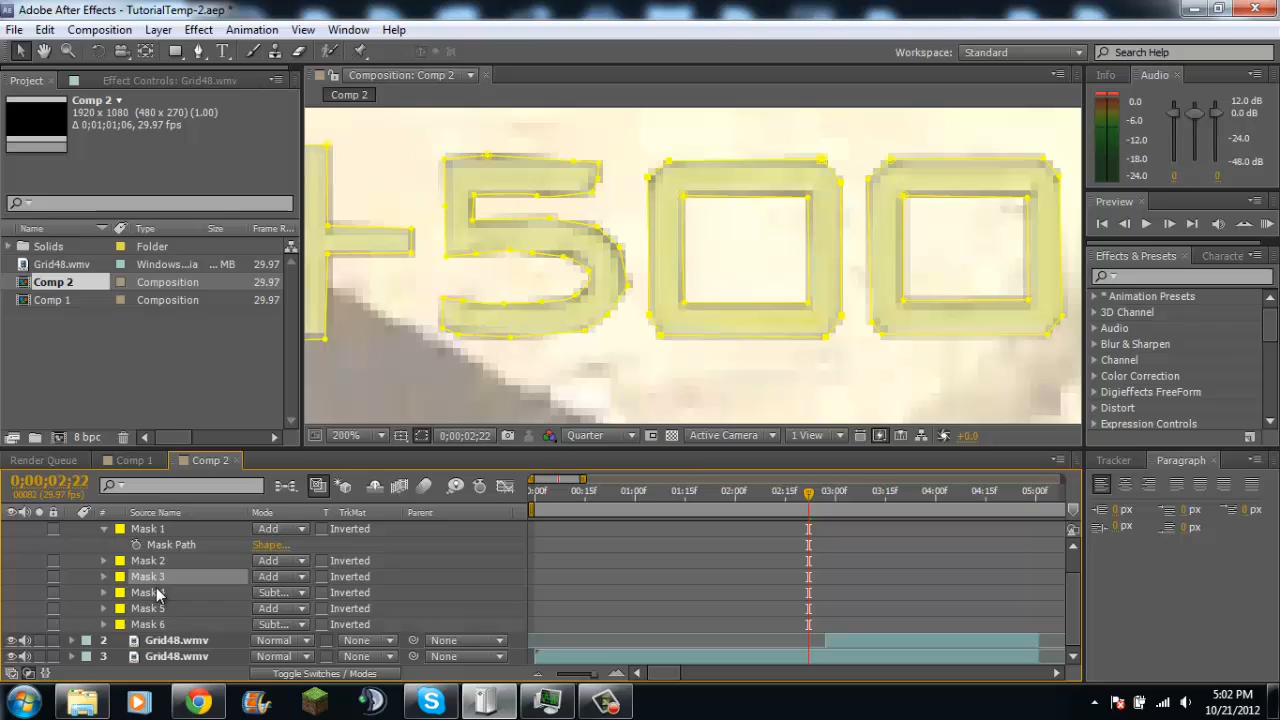 Adobe After Effects - TutorialTemp-2.aep *
File Edit Composition Layer Effect Animation View Window Help
Workspace: Standard Search Help
Project Effect Controls: Grid48.wmv
Comp 2
1920 x 1080 (480 x 270) (1.00)
Δ 0;01;01;06, 29.97 fps
Name Type Size Frame R...
Solids Folder
Grid48.wmv Windows...ia ... MB 29.97
Comp 2 Composition 29.97
Comp 1 Composition 29.97
8 bpc
Composition: Comp 2
Comp 2
+500
200% 0;00;02;22 Quarter Active Camera 1 View +0.0
Info Audio
0.0 12.0 dB
-6.0 0.0 dB
-12.0 -24.0
-18.0
-24.0 -48.0 dB
0 0
Preview
Effects & Presets Characte
* Animation Presets
3D Channel
Audio
Blur & Sharpen
Channel
Color Correction
Digieffects FreeForm
Distort
Expression Controls
Render Queue Comp 1 Comp 2
0;00;02;22
00082 (29.97 fps)
# Source Name Mode T TrkMat Parent
Mask 1 Add Inverted
Mask Path Shape...
Mask 2 Add Inverted
Mask 3 Add Inverted
Mask Subt... Inverted
Mask 5 Add Inverted
Mask 6 Subt... Inverted
2 Grid48.wmv Normal None None
3 Grid48.wmv Normal None None
Toggle Switches / Modes
:00f 00:15f 01:00f 01:15f 02:00f 02:15f 03:00f 03:15f 04:00f 04:15f 05:00f
Tracker Paragraph
0 px 0 px 0 px
0 px 0 px
5:02 PM
10/21/2012